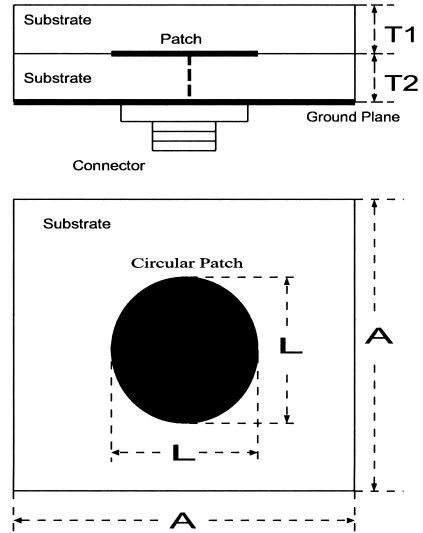 Substrate
T1
Patch
Substrate
T2
Ground Plane
Connector
Substrate
Circular Patch
L
A
L
A